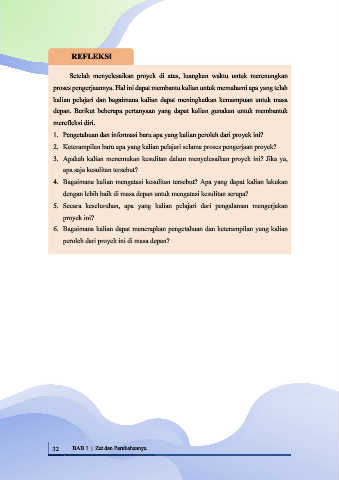 REFLEKSI
Setelah menyelesaikan proyek di atas, luangkan waktu untuk merenungkan
proses pengerjaannya. Hal ini dapat membantu kalian untuk memahami apa yang telah
kalian pelajari dan bagaimana kalian dapat meningkatkan kemampuan untuk masa
depan. Berikut beberapa pertanyaan yang dapat kalian gunakan untuk membantuk
merefleksi diri.
1. Pengetahuan dan informasi baru apa yang kalian peroleh dari proyek ini?
2. Keterampilan baru apa yang kalian pelajari selama proses pengerjaan proyek?
3. Apakah kalian menemukan kesulitan dalam menyelesaikan proyek ini? Jika ya,
apa saja kesulitan tersebut?
4. Bagaimana kalian mengatasi kesulitan tersebut? Apa yang dapat kalian lakukan
dengan lebih baik di masa depan untuk mengatasi kesulitan serupa?
5. Secara keseluruhan, apa yang kalian pelajari dari pengalaman mengerjakan
proyek ini?
6. Bagaimana kalian dapat menerapkan pengetahuan dan keterampilan yang kalian
peroleh dari proyek ini di masa depan?
32 BAB 1 | Zat dan Perubahannya